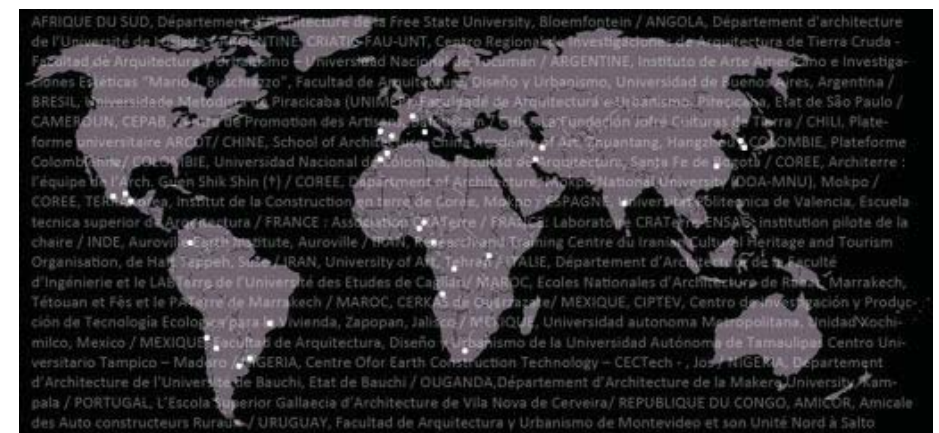 AFRIQUE DU SUD, Département d'architecture de la Free State University, Bloemfontein / ANGOLA, Département d'architecture
de l'Université de / ARGENTINE, CRIATIC-FAU-UNT, Centro Regional de Investigaciones de Arquitectura de Tierra Cruda -
Facultad de Arquitectura y Urbanismo - Universidad Nacional de Tucumán / ARGENTINE, Instituto de Arte Americano e Investiga-
ciones Estéticas "Mario J. Buschiazzo", Facultad de Arquitectura, Diseño y Urbanismo, Universidad de Buenos Aires, Argentina /
BRESIL, Universidade Metodista de Piracicaba (UNIMEP), Faculdade de Arquitectura e Urbanismo, Piracicaba, Etat de São Paulo /
CAMEROUN, CEPAB, Centre de Promotion des Artisans, / CHILI, Fundación Jofré Culturas de Tierra / CHILI, Plate-
forme universitaire ARCOT/ CHINE, School of Architecture, China Academy of Art, Zhuantang, Hangzhou / COLOMBIE, Plateforme
Colombienne/ COLOMBIE, Universidad Nacional de Colombia, de Arquitectura, Santa Fe de Bogota / COREE, Architerre :
l'équipe de l'Arch. Geun Shik Shin (†) / COREE, Department of Architecture, Mokpo National University (DOA-MNU), Mokpo /
COREE, TERRAKorea, Institut de la Construction en terre de Corée, Mokpo / ESPAGNE, Universitat Politecnica de Valencia, Escuela
tecnica superior de Arquitectura / FRANCE : Association CRATerre / FRANCE: Laboratoire CRATerre-ENSAG institution pilote de la
chaire / INDE, Auroville Earth Institute, Auroville / IRAN, Research and Training Centre du Iranian Cultural Heritage and Tourism
Organisation, de Haft Tappeh, Suse / IRAN, University of Art, Tehran / ITALIE, Département d'Architecture de la Faculté
d'Ingénierie et le LABTerre de l'Université des Etudes de Cagliari/ MAROC, Ecoles Nationales d'Architecture de Rabat, Marrakech,
Tétouan et Fès et le PATerre de Marrakech / MAROC, CERKAS de Ouarzazate/ MEXIQUE, CIPTEV, Centro de Investigación y Produc-
ción de Tecnología Ecologica para la Vivienda, Zapopan, Jalisco / MEXIQUE, Universidad autonoma Metropolitana, Unidad Xochi-
milco, Mexico / MEXIQUE Facultad de Arquitectura, Diseño y Urbanismo de la Universidad Autónoma de Tamaulipas Centro Uni-
versitario Tampico – Madero / NIGERIA, Centre Ofor Earth Construction Technology – CECTech - , Jos / NIGERIA, Département
d'Architecture de l'Université de Bauchi, Etat de Bauchi / OUGANDA,Département d'Architecture de la Makerere University, Kam-
pala / PORTUGAL, L'Escola Superior Gallaecia d'Architecture de Vila Nova de Cerveira/ REPUBLIQUE DU CONGO, AMICOR, Amicale
des Auto constructeurs Ruraux / URUGUAY, Facultad de Arquitectura y Urbanismo de Montevideo et son Unité Nord à Salto